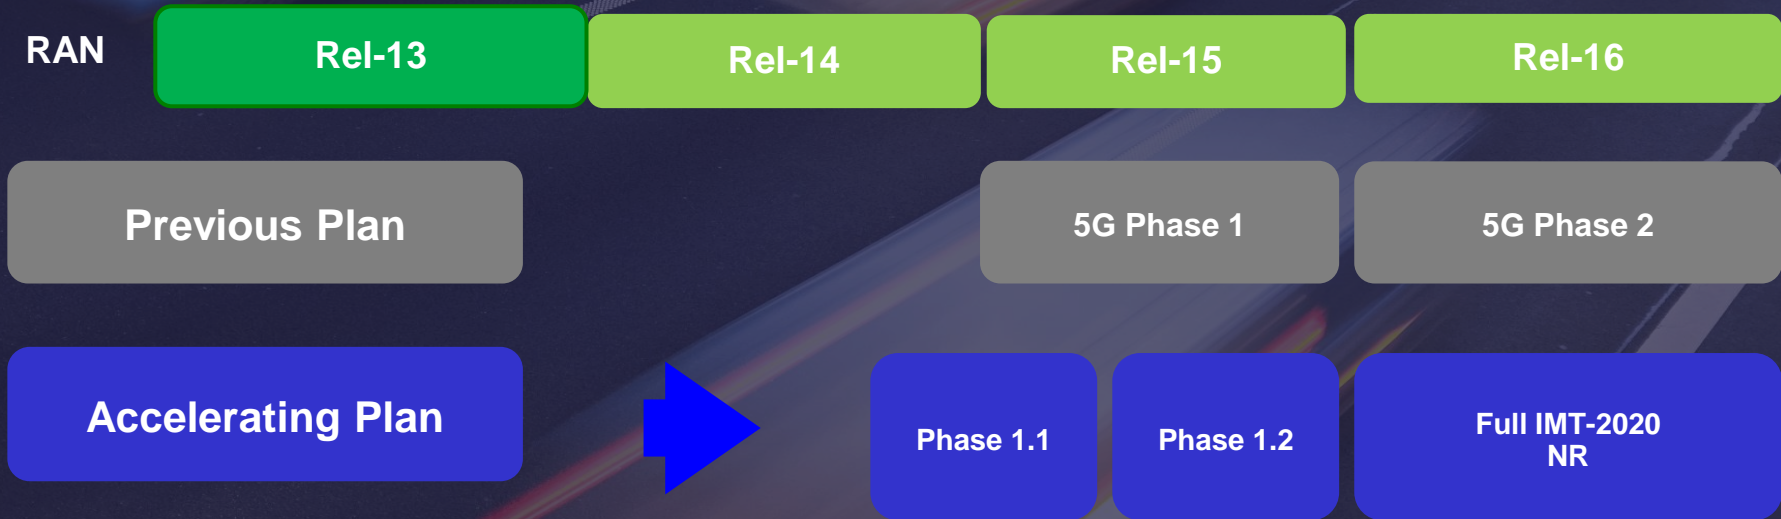 RAN
Rel-13
Rel-14
Rel-15
Rel-16
Previous Plan
5G Phase 1
5G Phase 2
Accelerating Plan
Phase 1.1
Phase 1.2
Full IMT-2020
NR